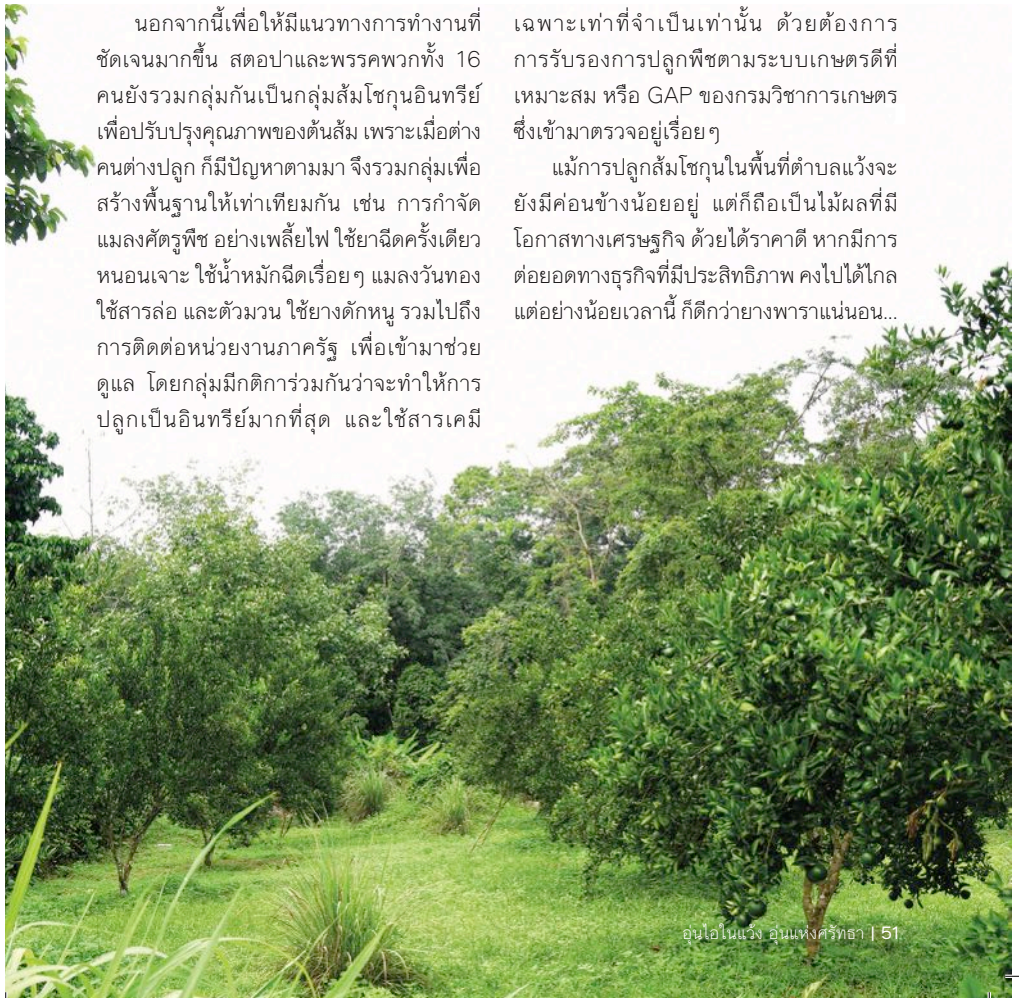 นอกจากนี้เพื่อให้มีแนวทางการทำงานที่
ชัดเจนมากขึ้น สตอปาและพรรคพวกทั้ง 16
คนยังรวมกลุ่มกันเป็นกลุ่มส้มโชกุนอินทรีย์
เพื่อปรับปรุงคุณภาพของต้นส้ม เพราะเมื่อต่าง
คนต่างปลูก ก็มีปัญหาตามมา จึงรวมกลุ่มเพื่อ
สร้างพื้นฐานให้เท่าเทียมกัน เช่น การกำจัด
แมลงศัตรูพืช อย่างเพลี้ยไฟ ใช้ยาฉีดครั้งเดียว
หนอนเจาะ ใช้น้ำหมักฉีดเรื่อยๆ แมลงวันทอง
ใช้สารล่อ และตัวมวน ใช้ยางดักหนู รวมไปถึง
การติดต่อหน่วยงานภาครัฐ เพื่อเข้ามาช่วย
ดูแล โดยกลุ่มมีกติการ่วมกันว่าจะทำให้การ
ปลูกเป็นอินทรีย์มากที่สุด และใช้สารเคมี
เฉพาะเท่าที่จำเป็นเท่านั้น ด้วยต้องการ
การรับรองการปลูกพืชตามระบบเกษตรดีที่
เหมาะสม หรือ GAP ของกรมวิชาการเกษตร
ซึ่งเข้ามาตรวจอยู่เรื่อยๆ
แม้การปลูกส้มโชกุนในพื้นที่ตำบลแว้งจะ
ยังมีค่อนข้างน้อยอยู่ แต่ก็ถือเป็นไม้ผลที่มี
โอกาสทางเศรษฐกิจ ด้วยได้ราคาดี หากมีการ
ต่อยอดทางธุรกิจที่มีประสิทธิภาพ คงไปได้ไกล
แต่อย่างน้อยเวลานี้ ก็ดีกว่ายางพาราแน่นอน...
อุ่นไอในแว้ง อุ่นแห่งศรัทธา | 51